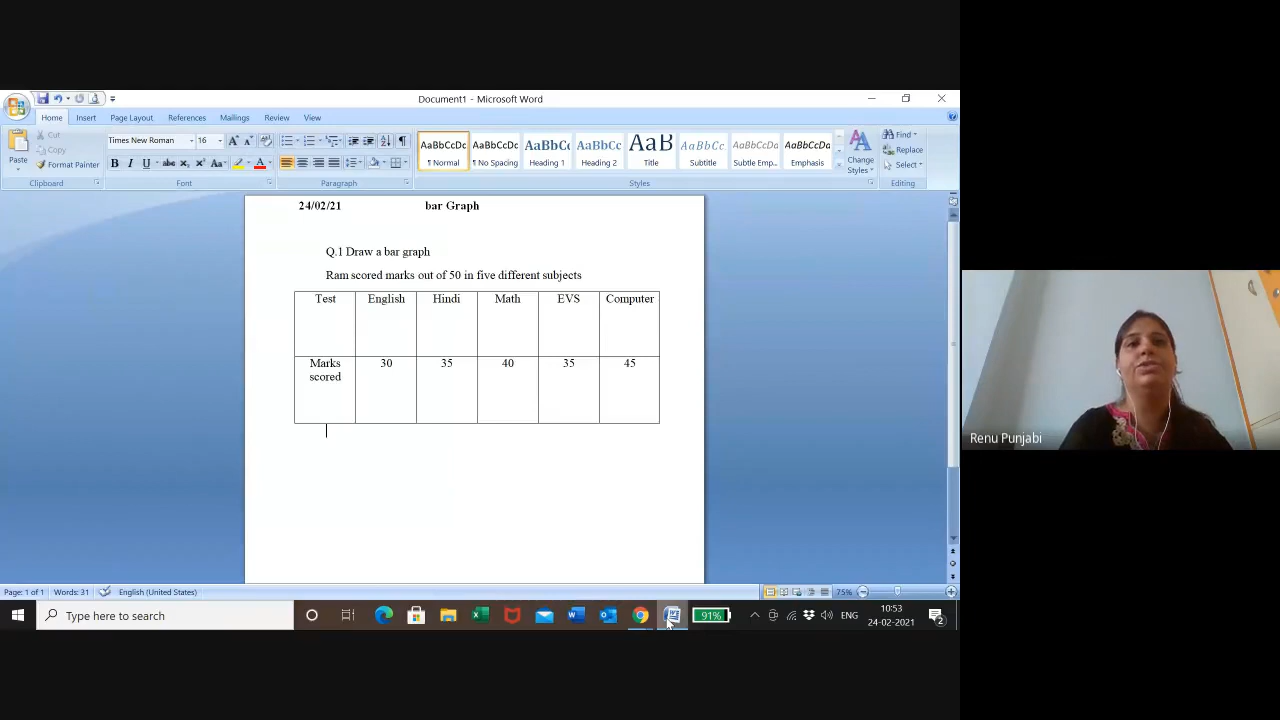 Document1 - Microsoft Word
Home Insert Page Layout References Mailings Review View
Paste
Cut
Copy
Format Painter
Clipboard
Times New Roman 16
Font
Paragraph
AaBbCcDc AaBbCcDc AaBbCc AaBbCc AaB AaBbCc AaBbCcDc AaBbCcDc
¶ Normal ¶ No Spacing Heading 1 Heading 2 Title Subtitle Subtle Emp... Emphasis
Change Styles
Styles
Find
Replace
Select
Editing
24/02/21 bar Graph
Q.1 Draw a bar graph
Ram scored marks out of 50 in five different subjects
Test English Hindi Math EVS Computer
Marks scored 30 35 40 35 45
Page: 1 of 1 Words: 31 English (United States) 75%
Type here to search
91%
ENG
10:53
24-02-2021
2
Renu Punjabi